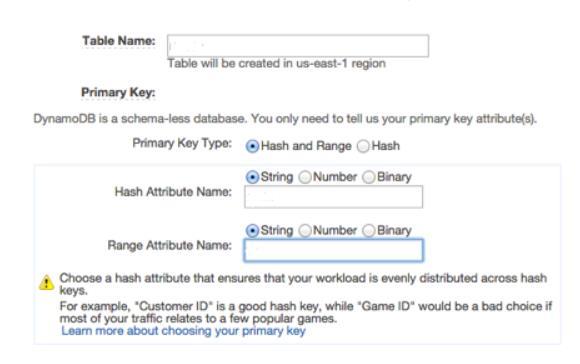 Table Name:
Table will be created in us-east-1 region
Primary Key:
DynamoDB is a schema-less database. You only need to tell us your primary key attribute(s).
Primary Key Type: Hash and Range Hash
String Number Binary
Hash Attribute Name:
String Number Binary
Range Attribute Name:
Choose a hash attribute that ensures that your workload is evenly distributed across hash
keys.
For example, "Customer ID" is a good hash key, while "Game ID" would be a bad choice if
most of your traffic relates to a few popular games.
Learn more about choosing your primary key